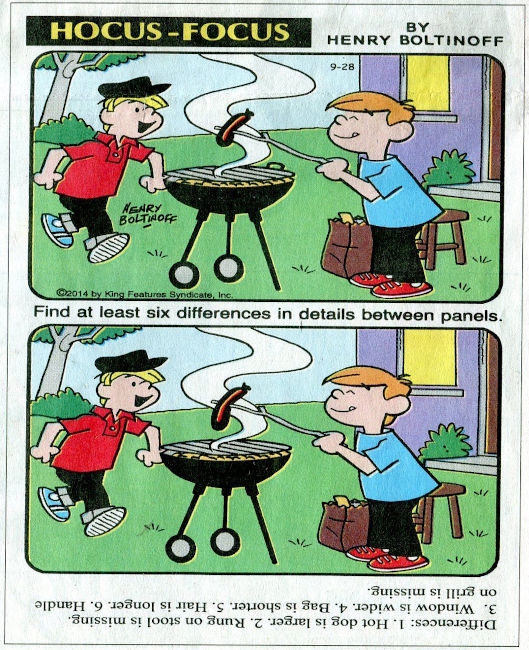 HOCUS-FOCUS
BY
HENRY BOLTINOFF
9-28
HENRY
BOLTINOFF
©2014 by King Features Syndicate, Inc.
Find at least six differences in details between panels.
Differences: 1. Hot dog is larger. 2. Rung on stool is missing.
3. Window is wider. 4. Bag is shorter. 5. Hair is longer. 6. Handle
on grill is missing.